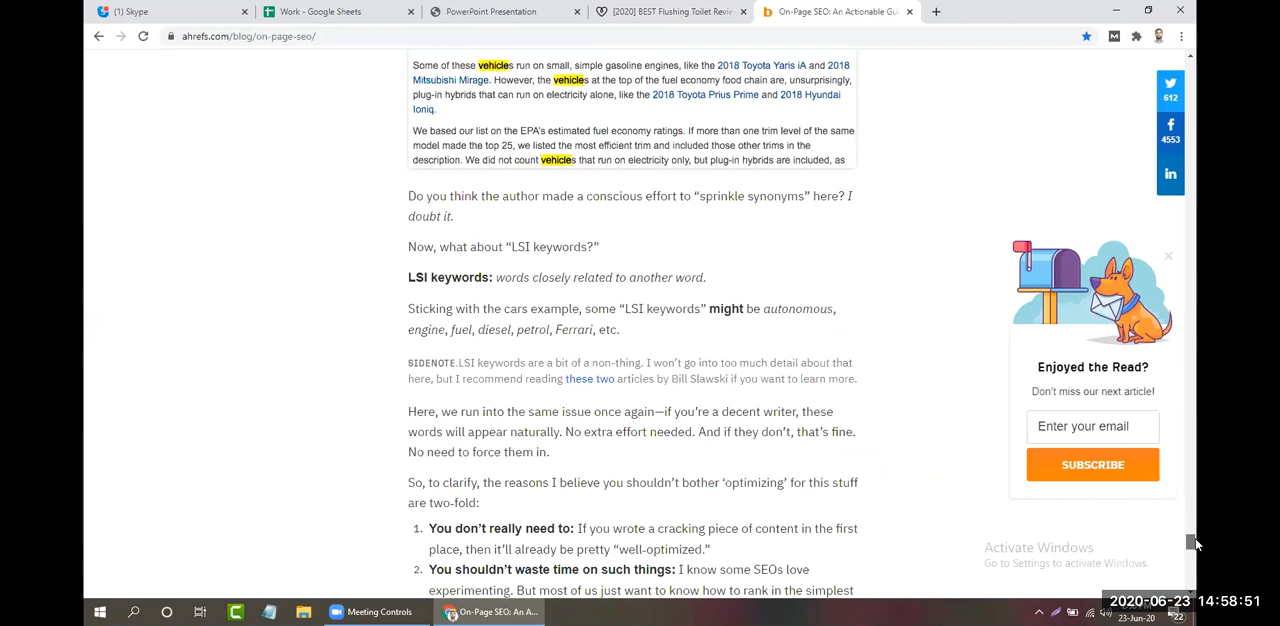 (1) Skype
Work - Google Sheets
PowerPoint Presentation
[2020] BEST Flushing Toilet Revi
On-Page SEO: An Actionable Gu
ahrefs.com/blog/on-page-seo/
Some of these vehicles run on small, simple gasoline engines, like the 2018 Toyota Yaris iA and 2018
Mitsubishi Mirage. However, the vehicles at the top of the fuel economy food chain are, unsurprisingly,
plug-in hybrids that can run on electricity alone, like the 2018 Toyota Prius Prime and 2018 Hyundai
Ioniq.
We based our list on the EPA's estimated fuel economy ratings. If more than one trim level of the same
model made the top 25, we listed the most efficient trim and included those other trims in the
description. We did not count vehicles that run on electricity only, but plug-in hybrids are included, as
612
4553
in
Do you think the author made a conscious effort to “sprinkle synonyms” here? I
doubt it.
Now, what about “LSI keywords?”
LSI keywords: words closely related to another word.
Sticking with the cars example, some “LSI keywords” might be autonomous,
engine, fuel, diesel, petrol, Ferrari, etc.
SIDENOTE.LSI keywords are a bit of a non-thing. I won’t go into too much detail about that
here, but I recommend reading these two articles by Bill Slawski if you want to learn more.
Here, we run into the same issue once again—if you’re a decent writer, these
words will appear naturally. No extra effort needed. And if they don’t, that’s fine.
No need to force them in.
So, to clarify, the reasons I believe you shouldn’t bother ‘optimizing’ for this stuff
are two-fold:
1. You don’t really need to: If you wrote a cracking piece of content in the first
place, then it’ll already be pretty “well-optimized.”
2. You shouldn’t waste time on such things: I know some SEOs love
experimenting. But most of us just want to know how to rank in the simplest
Enjoyed the Read?
Don’t miss our next article!
Enter your email
SUBSCRIBE
Activate Windows
Go to Settings to activate Windows.
Meeting Controls
On-Page SEO: An A...
2020-06-23 14:58:51
23-Jun-20
22